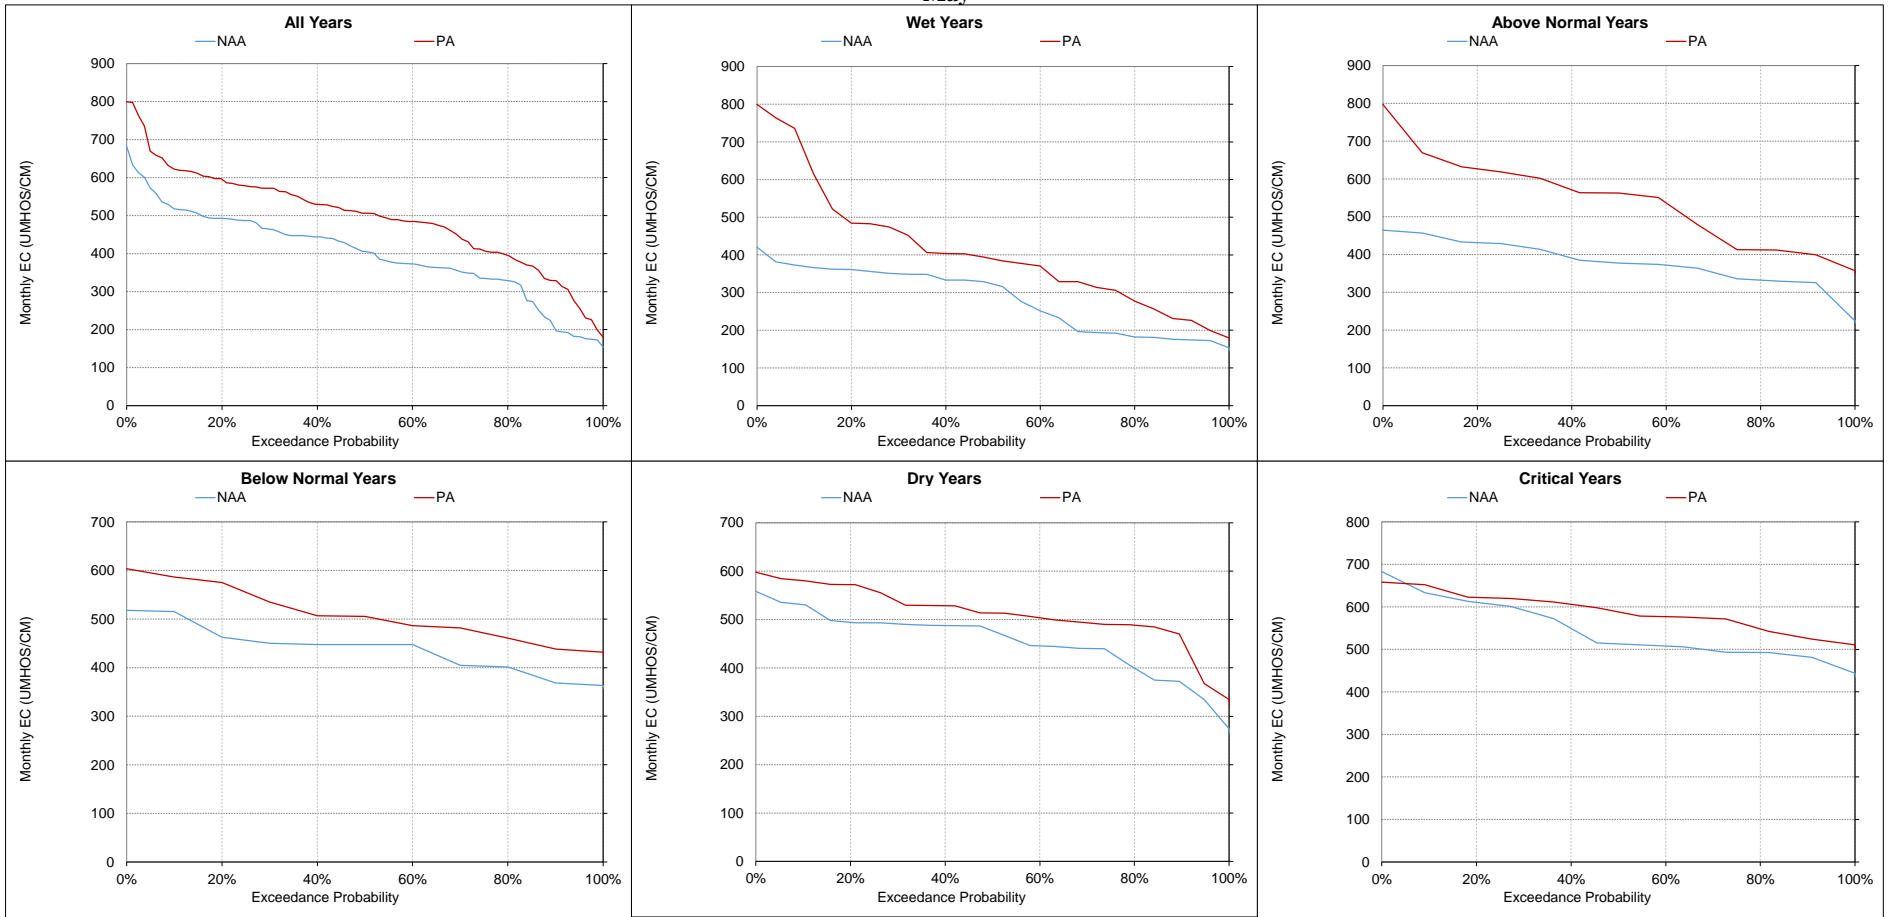 All Years
NAA PA
900
800
700
600
500
400
300
200
100
0
0% 20% 40% 60% 80% 100%
Monthly EC (UMHOS/CM)
Exceedance Probability
Wet Years
NAA PA
900
800
700
600
500
400
300
200
100
0
0% 20% 40% 60% 80% 100%
Monthly EC (UMHOS/CM)
Exceedance Probability
Above Normal Years
NAA PA
900
800
700
600
500
400
300
200
100
0
0% 20% 40% 60% 80% 100%
Monthly EC (UMHOS/CM)
Exceedance Probability
Below Normal Years
NAA PA
700
600
500
400
300
200
100
0
0% 20% 40% 60% 80% 100%
Monthly EC (UMHOS/CM)
Exceedance Probability
Dry Years
NAA PA
700
600
500
400
300
200
100
0
0% 20% 40% 60% 80% 100%
Monthly EC (UMHOS/CM)
Exceedance Probability
Critical Years
NAA PA
800
700
600
500
400
300
200
100
0
0% 20% 40% 60% 80% 100%
Monthly EC (UMHOS/CM)
Exceedance Probability